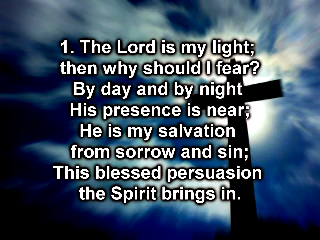 1. The Lord is my light;
then why should I fear?
By day and by night
His presence is near;
He is my salvation
from sorrow and sin;
This blessed persuasion
the Spirit brings in.